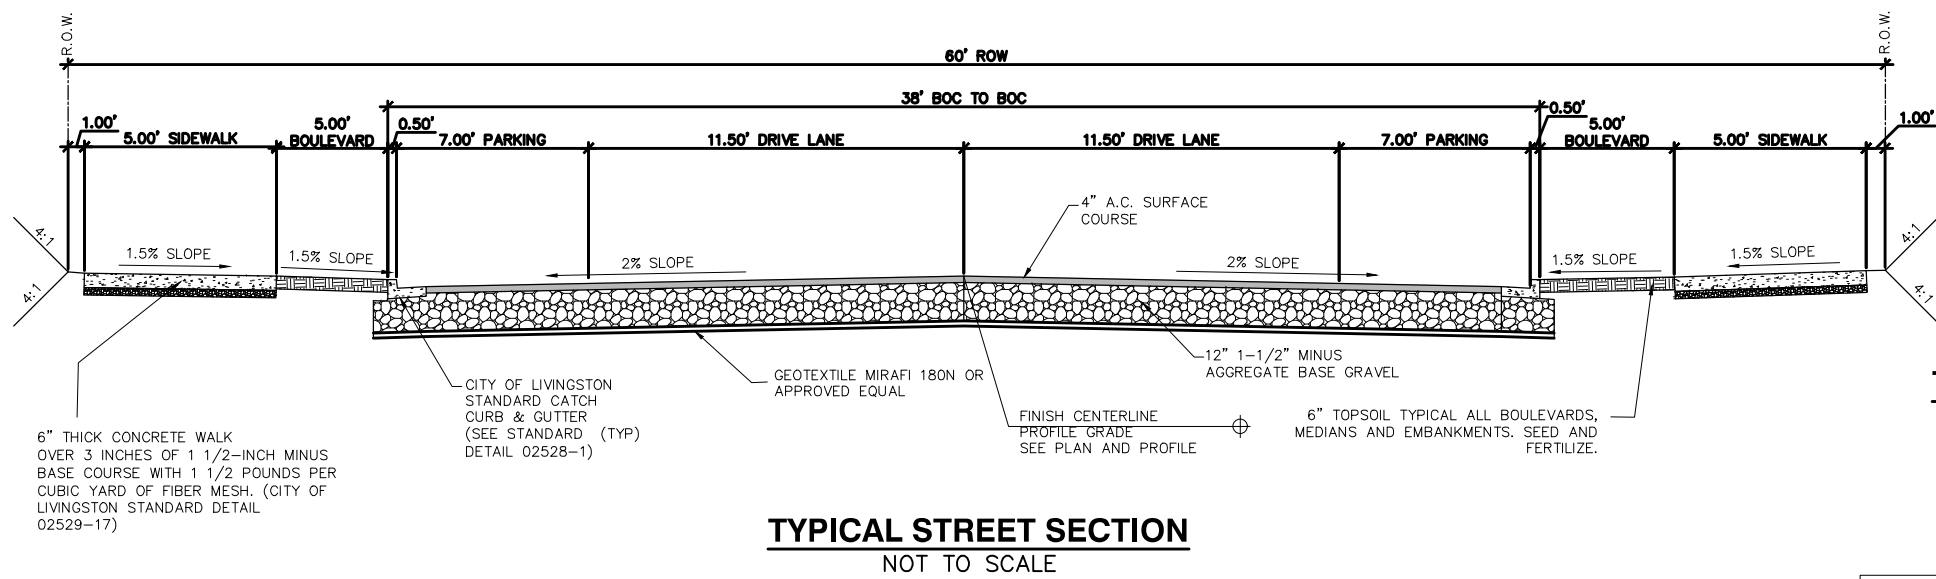 R.O.W.
R.O.W.
60' ROW
38' BOC TO BOC
1.00'
5.00' SIDEWALK
5.00'
BOULEVARD
0.50'
7.00' PARKING
11.50' DRIVE LANE
11.50' DRIVE LANE
7.00' PARKING
0.50'
5.00'
BOULEVARD
5.00' SIDEWALK
1.00'
4" A.C. SURFACE
COURSE
4:1
4:1
1.5% SLOPE
1.5% SLOPE
2% SLOPE
2% SLOPE
1.5% SLOPE
1.5% SLOPE
4:1
4:1
6" THICK CONCRETE WALK
OVER 3 INCHES OF 1 1/2-INCH MINUS
BASE COURSE WITH 1 1/2 POUNDS PER
CUBIC YARD OF FIBER MESH. (CITY OF
LIVINGSTON STANDARD DETAIL
02529-17)
CITY OF LIVINGSTON
STANDARD CATCH
CURB & GUTTER
(SEE STANDARD (TYP)
DETAIL 02528-1)
GEOTEXTILE MIRAFI 180N OR
APPROVED EQUAL
FINISH CENTERLINE
PROFILE GRADE
SEE PLAN AND PROFILE
12" 1-1/2" MINUS
AGGREGATE BASE GRAVEL
6" TOPSOIL TYPICAL ALL BOULEVARDS,
MEDIANS AND EMBANKMENTS. SEED AND
FERTILIZE.
TYPICAL STREET SECTION
NOT TO SCALE